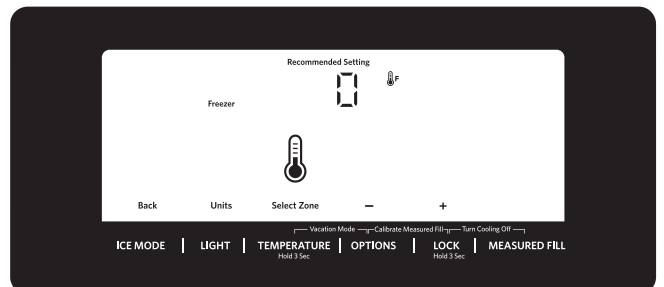 Recommended Setting
0 F
Freezer
Back Units Select Zone − +
Vacation Mode Calibrate Measured Fill Turn Cooling Off
ICE MODE LIGHT TEMPERATURE OPTIONS LOCK MEASURED FILL
Hold 3 Sec Hold 3 Sec